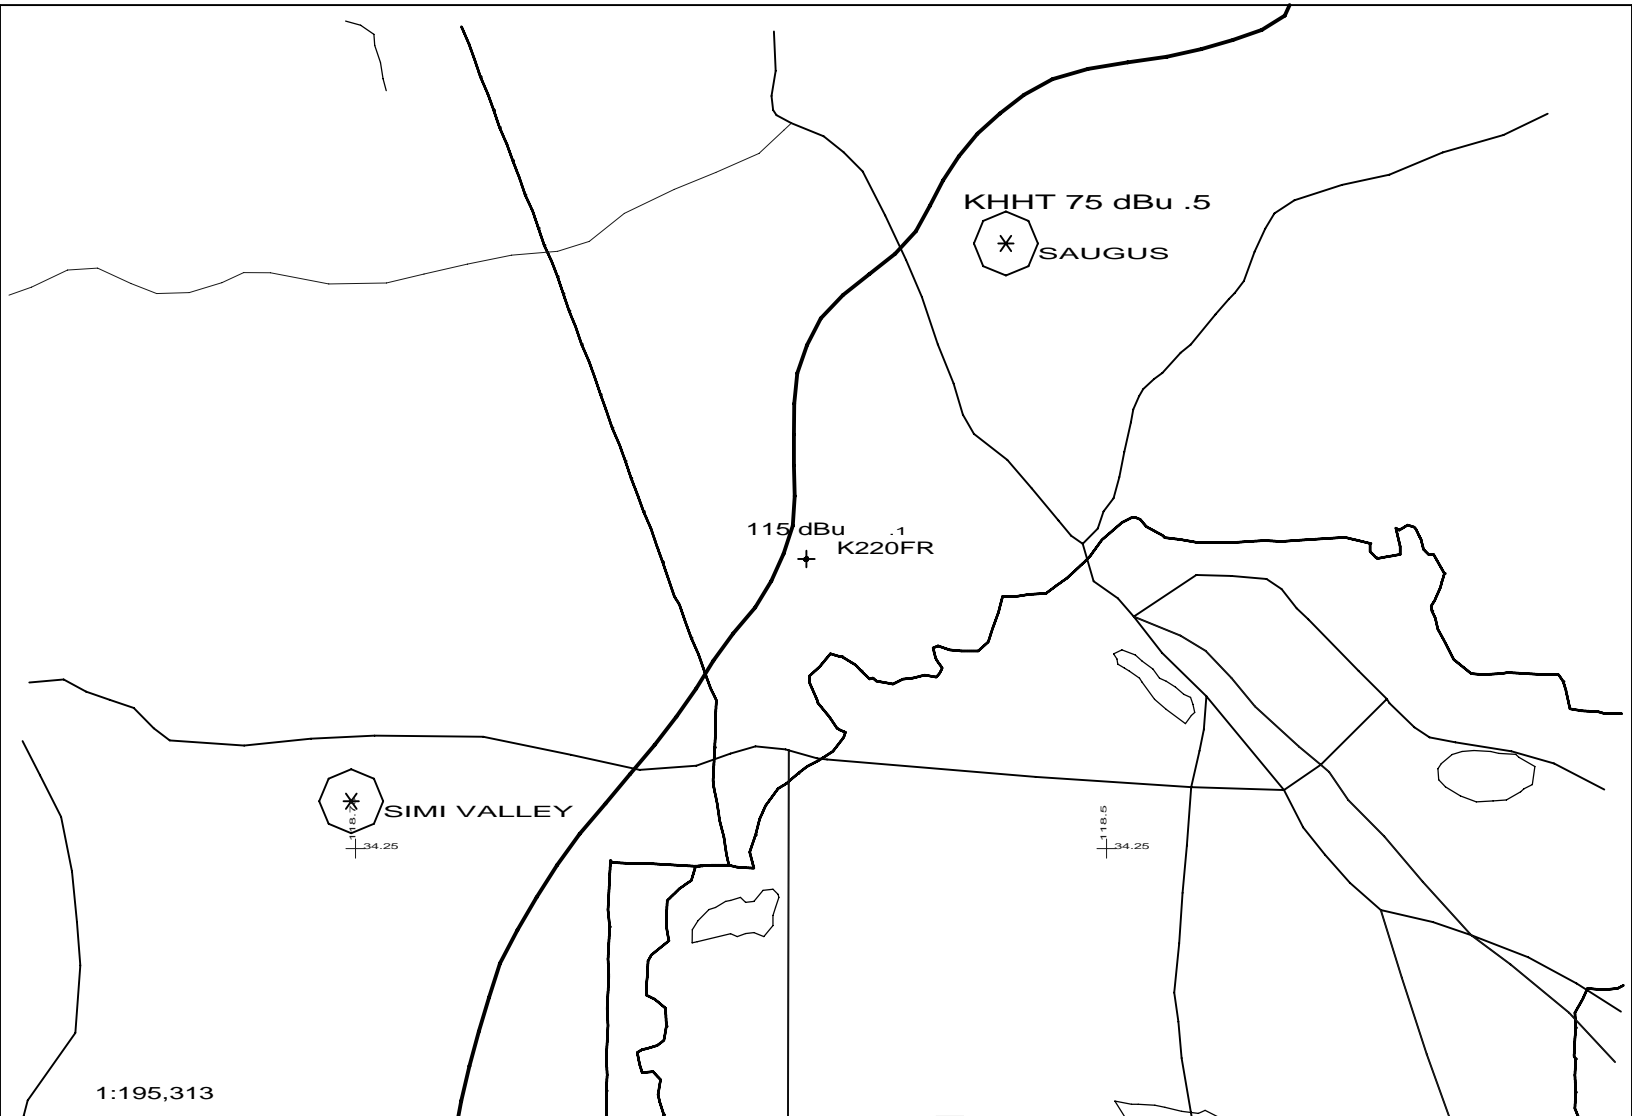 KHHT 75 dBu .5
SAUGUS
115 dBu .1
K220FR
SIMI VALLEY
34.25
118.5
34.25
1:195,313